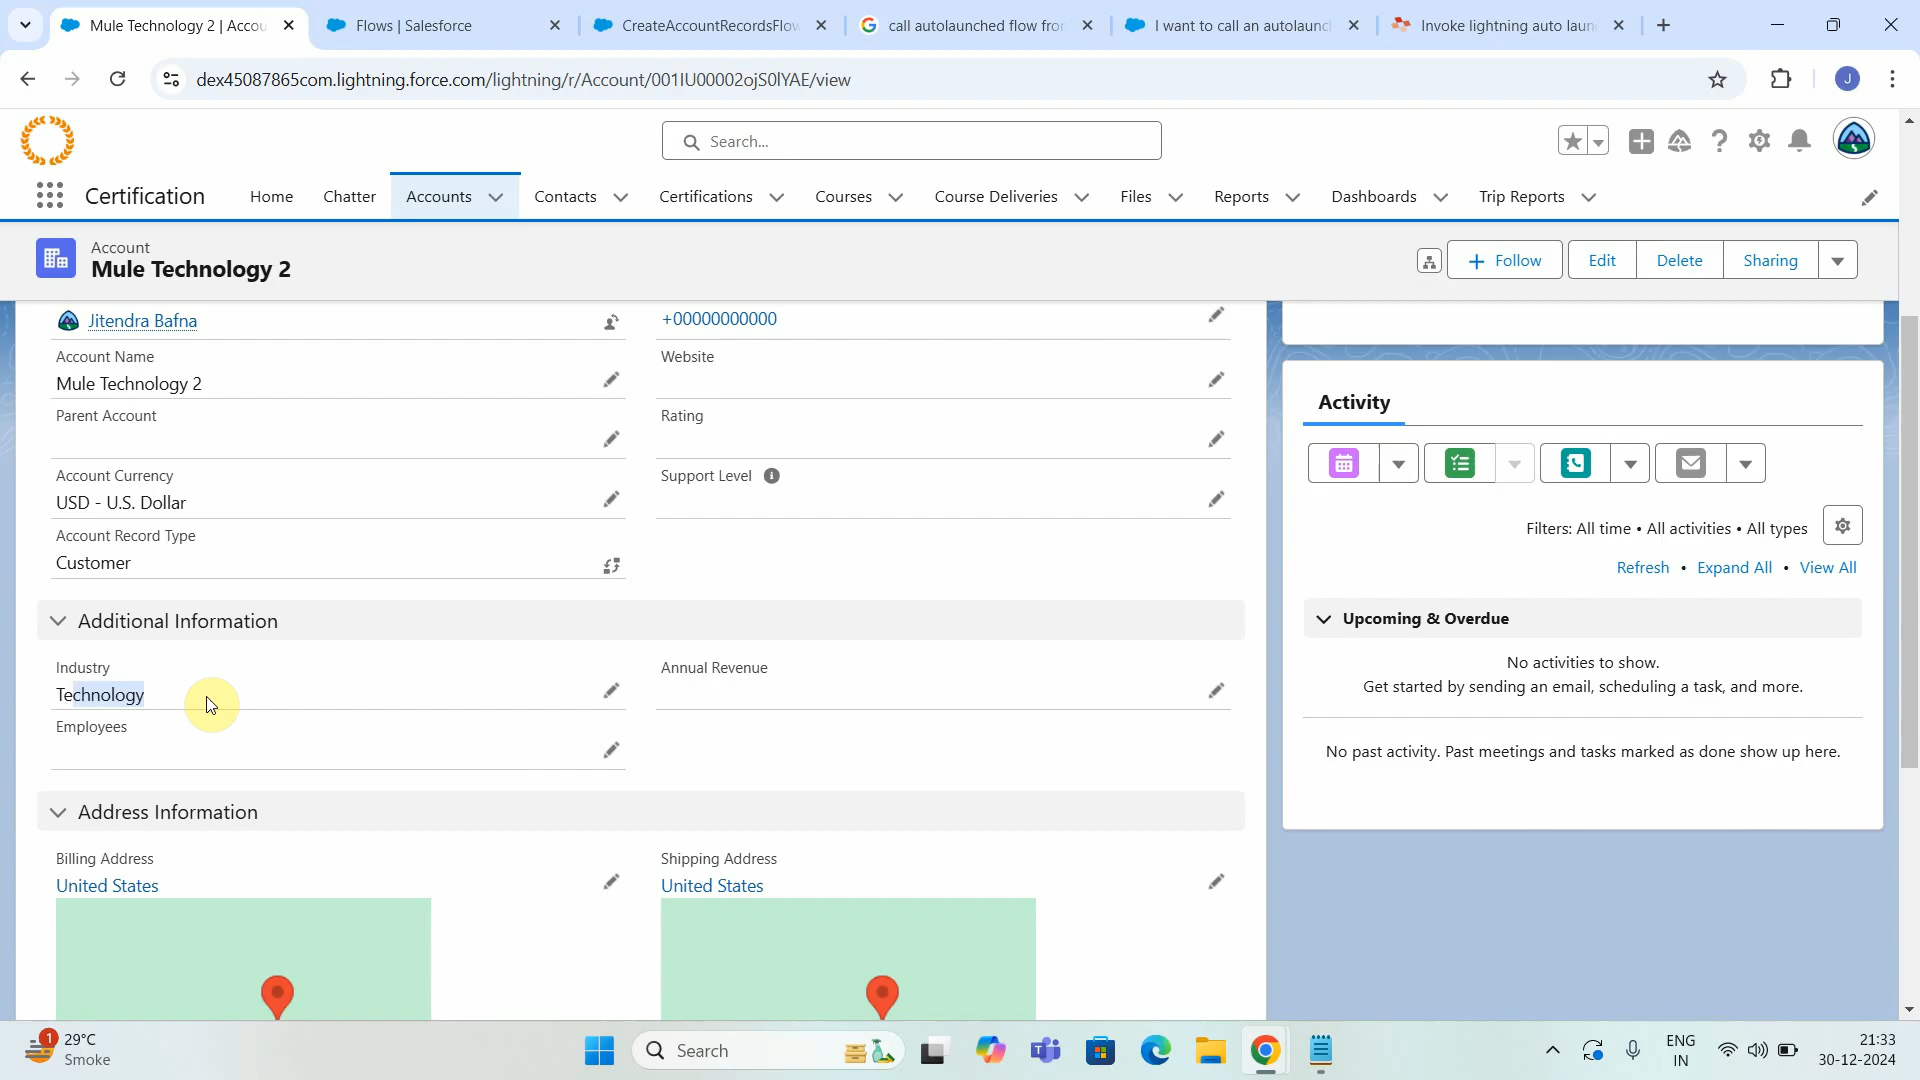 Mule Technology 2 | Accou
Flows | Salesforce
CreateAccountRecordsFlow
call autolaunched flow fror
I want to call an autolaunc
Invoke lightning auto laun
dex45087865com.lightning.force.com/lightning/r/Account/001IU00002ojS0lYAE/view
J
Search...
Certification
Home
Chatter
Accounts
Contacts
Certifications
Courses
Course Deliveries
Files
Reports
Dashboards
Trip Reports
Account
Mule Technology 2
Follow
Edit
Delete
Sharing
Jitendra Bafna
+00000000000
Account Name
Mule Technology 2
Website
Parent Account
Rating
Account Currency
USD - U.S. Dollar
Support Level
Account Record Type
Customer
Additional Information
Industry
Technology
Annual Revenue
Employees
Address Information
Billing Address
United States
Shipping Address
United States
Activity
Filters: All time • All activities • All types
Refresh • Expand All • View All
Upcoming & Overdue
No activities to show.
Get started by sending an email, scheduling a task, and more.
No past activity. Past meetings and tasks marked as done show up here.
1
29°C
Smoke
Search
ENG
IN
21:33
30-12-2024